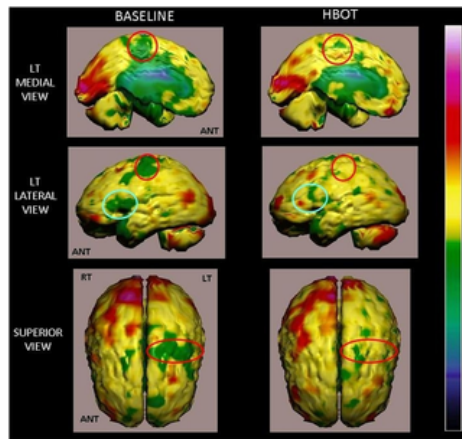 BASELINE HBOT
LT
MEDIAL
VIEW
ANT
LT
LATERAL
VIEW
ANT
RT LT
SUPERIOR
VIEW
ANT